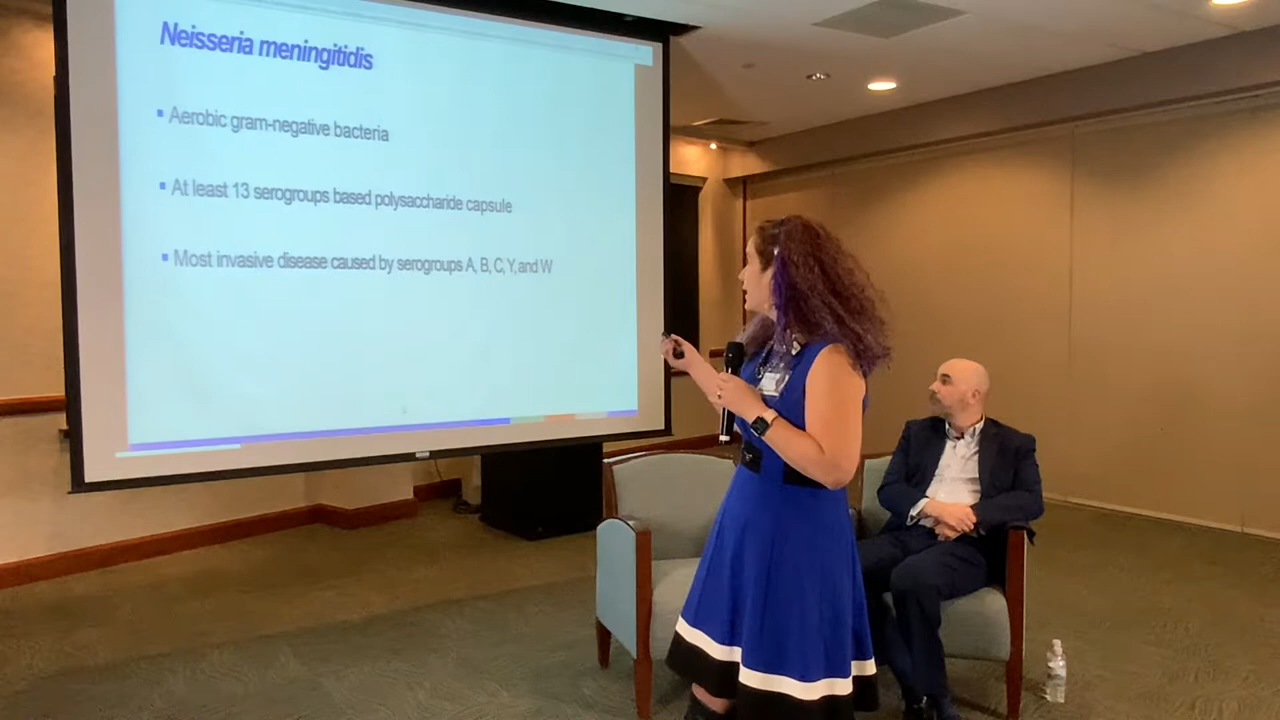 Neisseria meningitidis
▪ Aerobic gram-negative bacteria
▪ At least 13 serogroups based polysaccharide capsule
▪ Most invasive disease caused by serogroups A, B, C, Y, and W